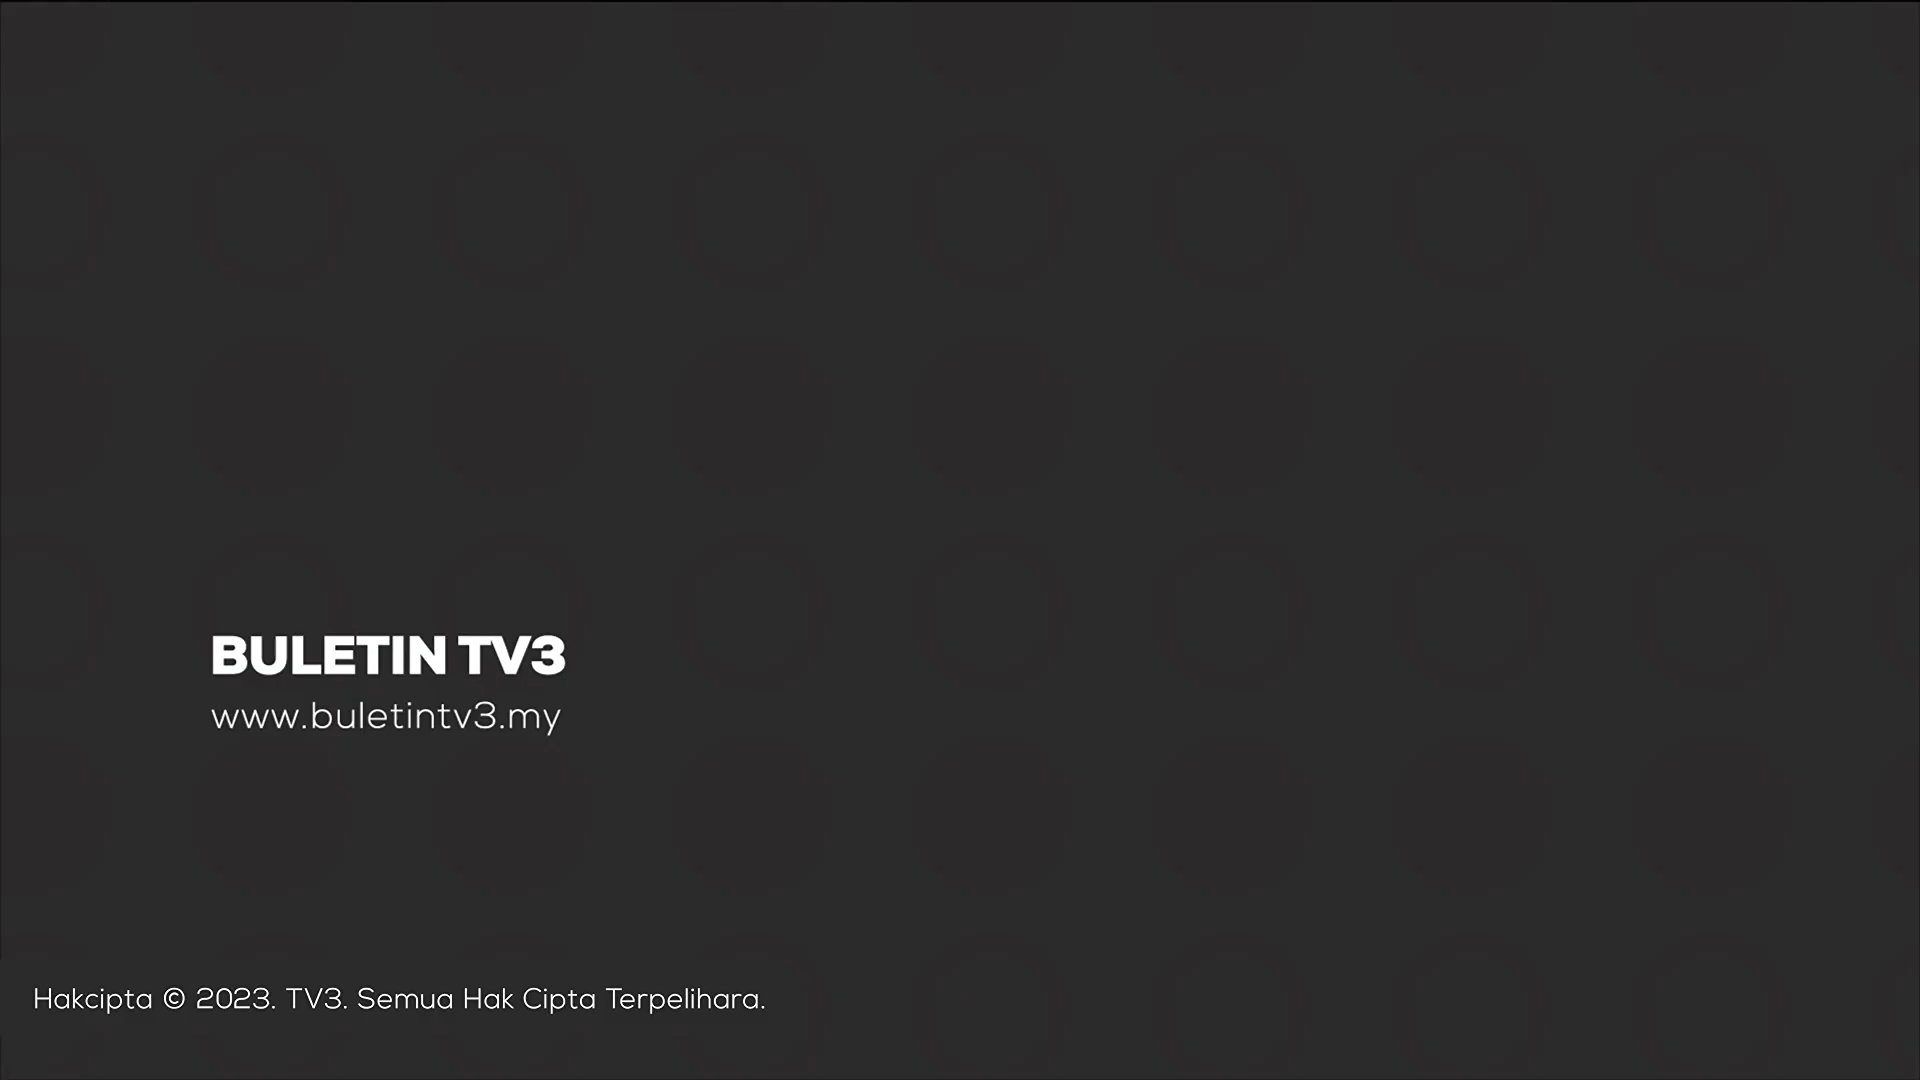 BULETIN TV3
www.buletintv3.my
Hakcipta © 2023. TV3. Semua Hak Cipta Terpelihara.